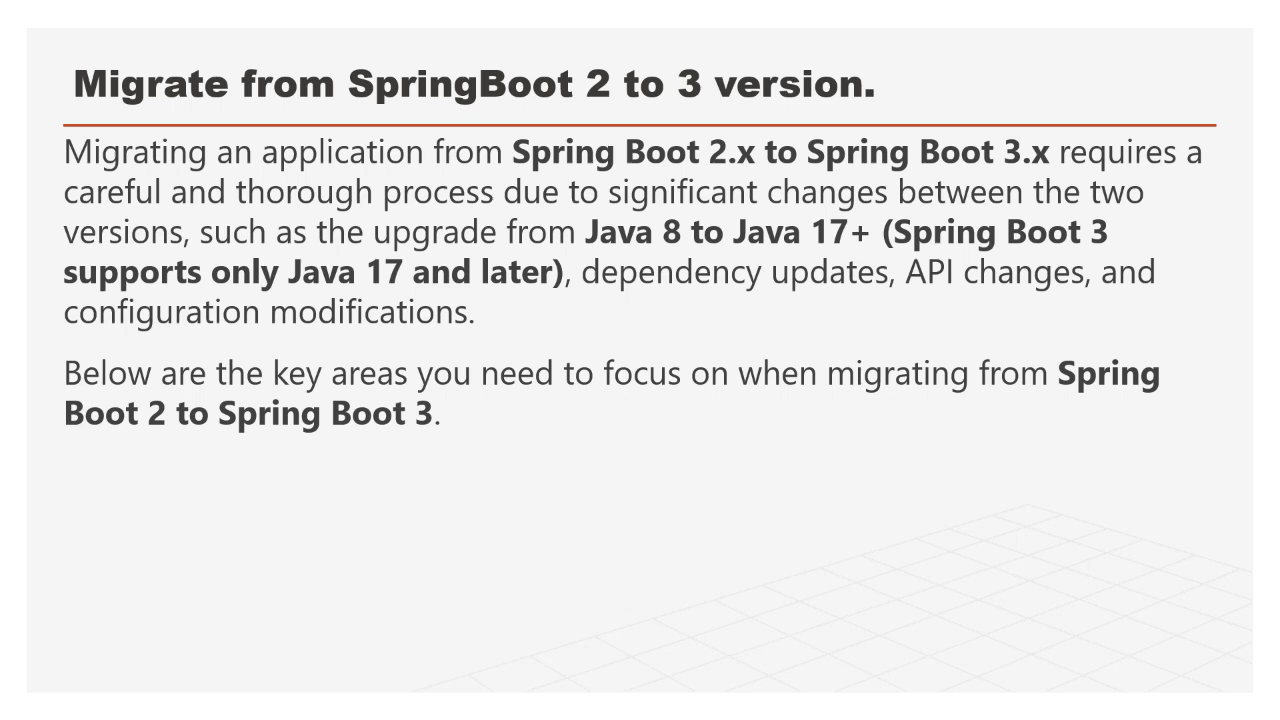 Migrate from SpringBoot 2 to 3 version.
Migrating an application from Spring Boot 2.x to Spring Boot 3.x requires a
careful and thorough process due to significant changes between the two
versions, such as the upgrade from Java 8 to Java 17+ (Spring Boot 3
supports only Java 17 and later), dependency updates, API changes, and
configuration modifications.
Below are the key areas you need to focus on when migrating from Spring
Boot 2 to Spring Boot 3.